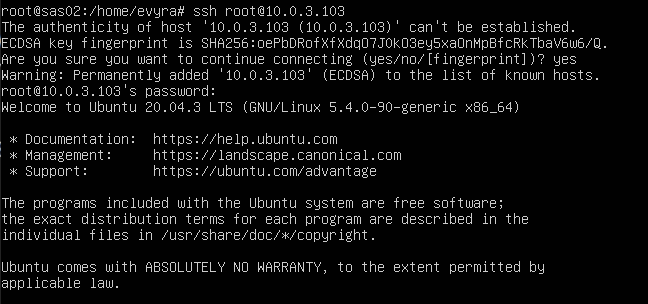 root@sas02:/home/evyra# ssh root@10.0.3.103
The authenticity of host '10.0.3.103 (10.0.3.103)' can't be established.
ECDSA key fingerprint is SHA256:oePbDRofXfXdqO7J0kO3ey5xaOnMpBfcRkTbaV6w6/Q.
Are you sure you want to continue connecting (yes/no/[fingerprint])? yes
Warning: Permanently added '10.0.3.103' (ECDSA) to the list of known hosts.
root@10.0.3.103's password:
Welcome to Ubuntu 20.04.3 LTS (GNU/Linux 5.4.0-90-generic x86_64)
 * Documentation:  https://help.ubuntu.com
 * Management:     https://landscape.canonical.com
 * Support:        https://ubuntu.com/advantage
The programs included with the Ubuntu system are free software;
the exact distribution terms for each program are described in the
individual files in /usr/share/doc/*/copyright.
Ubuntu comes with ABSOLUTELY NO WARRANTY, to the extent permitted by
applicable law.